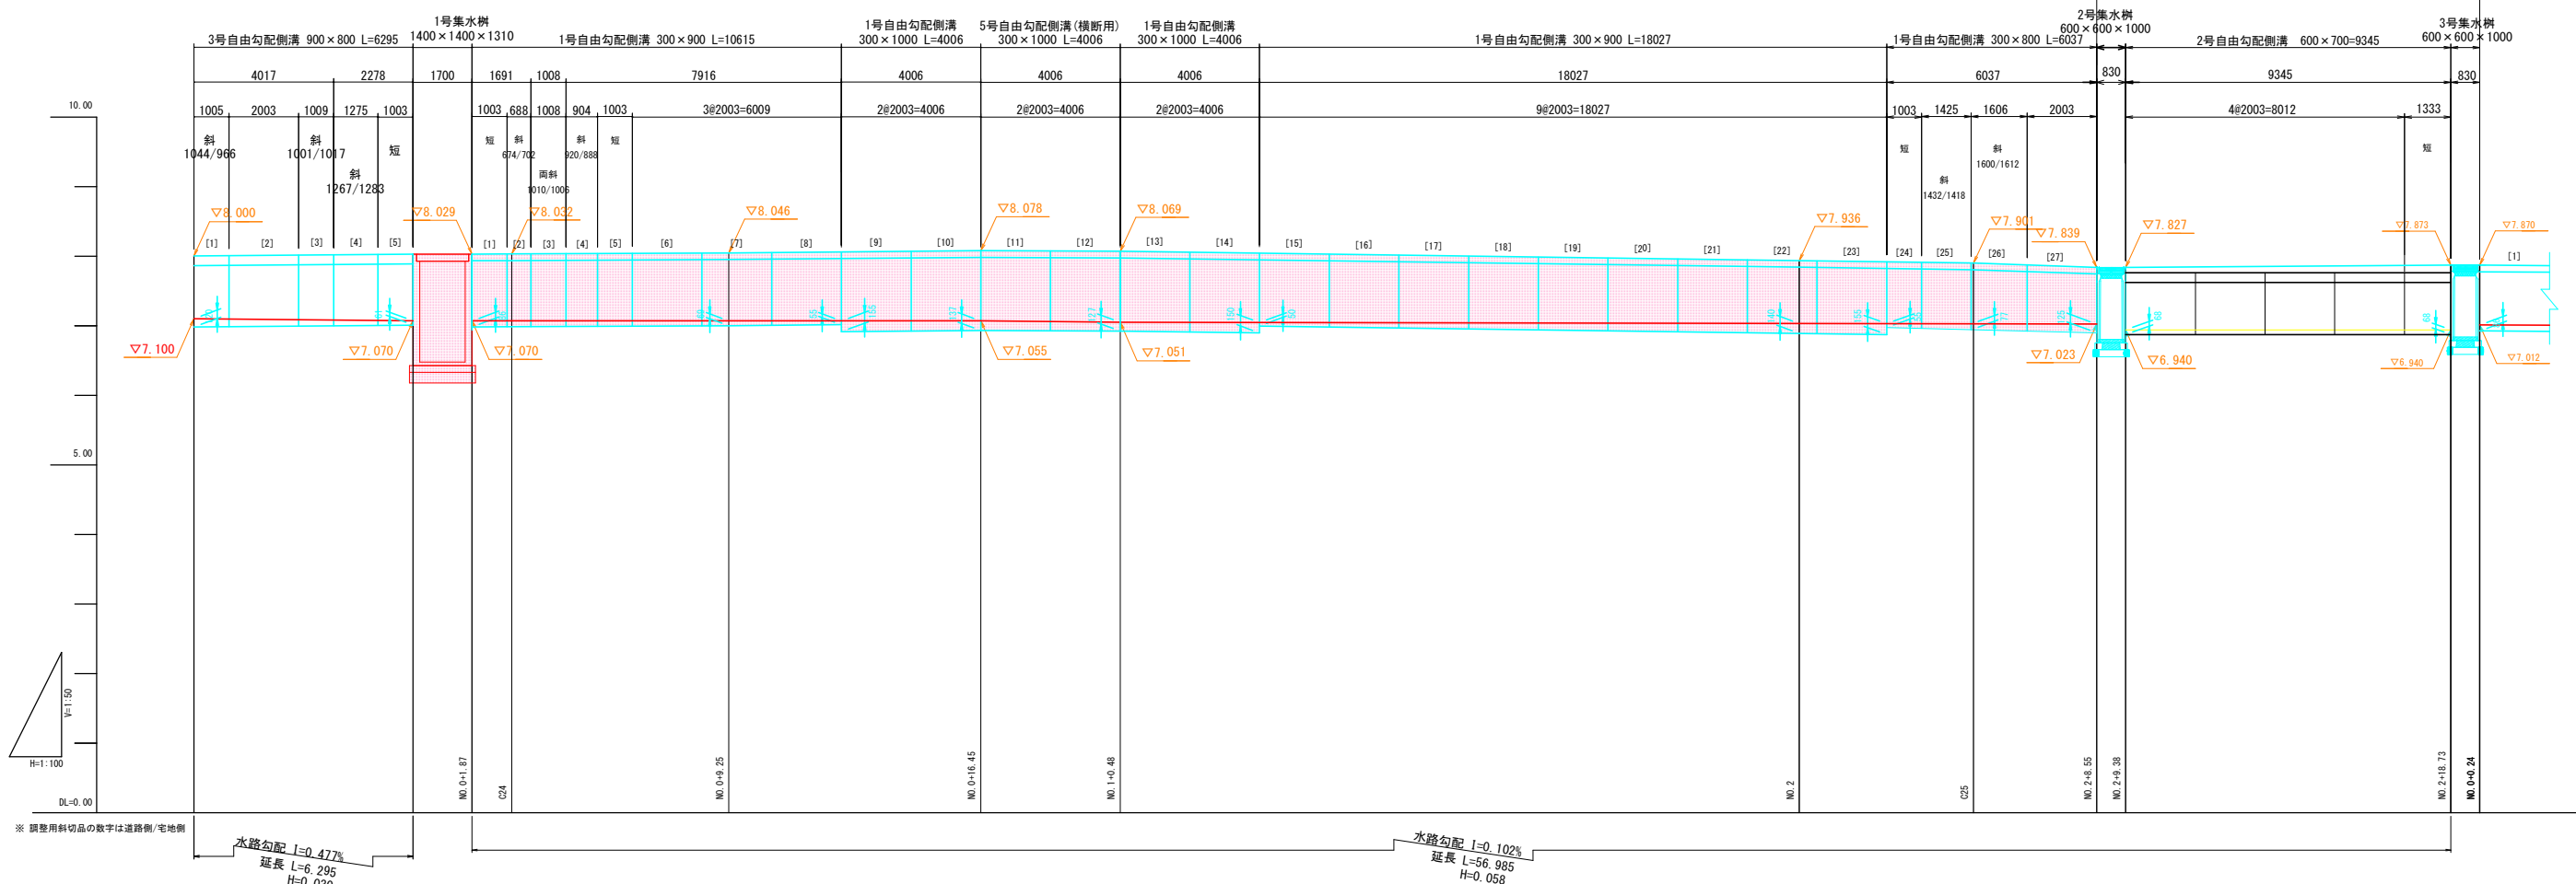 3号自由勾配側溝 900×800 L=6295
1号集水桝
1400×1400×1310
1号自由勾配側溝 300×900 L=10615
1号自由勾配側溝
300×1000 L=4006
5号自由勾配側溝(横断用)
300×1000 L=4006
1号自由勾配側溝
300×1000 L=4006
1号自由勾配側溝 300×900 L=18027
1号自由勾配側溝 300×800 L=6037
2号集水桝
600×600×1000
2号自由勾配側溝 600×700=9345
3号集水桝
600×600×1000
4017 2278 1700 1691 1008 7916 4006 4006 4006 18027 6037 830 9345 830
10.00
1005 2003 1009 1275 1003 1003 688 1008 904 1003 3@2003=6009 2@2003=4006 2@2003=4006 2@2003=4006 9@2003=18027 1003 1425 1606 2003 4@2003=8012 1333
斜
1044/966
斜
1001/1017
斜
1267/1283
短
短
斜
674/702
両斜
1010/1006
斜
920/888
短
短
斜
1432/1418
斜
1600/1612
短
▽8.000 ▽8.029 ▽8.032 ▽8.046 ▽8.078 ▽8.069 ▽7.936 ▽7.901 ▽7.839 ▽7.827 ▽7.873 ▽7.870
[1] [2] [3] [4] [5] [1] [2] [3] [4] [5] [6] [7] [8] [9] [10] [11] [12] [13] [14] [15] [16] [17] [18] [19] [20] [21] [22] [23] [24] [25] [26] [27] [1]
55 155 132 127 150 50 140 155 55 77 125 68 68
▽7.100 ▽7.070 ▽7.070 ▽7.055 ▽7.051 ▽7.023 ▽6.940 ▽6.940 ▽7.012
5.00
V=1:50
H=1:100
DL=0.00
NO.0+1.87
C24
NO.0+9.25
NO.0+16.45
NO.1+0.48
NO.2
C25
NO.2+8.55
NO.2+9.38
NO.2+18.73
NO.0+0.24
※ 調整用斜切品の数字は道路側/宅地側
水路勾配 I=0.477%
延長 L=6.295
水路勾配 I=0.102%
延長 L=56.985
H=0.058